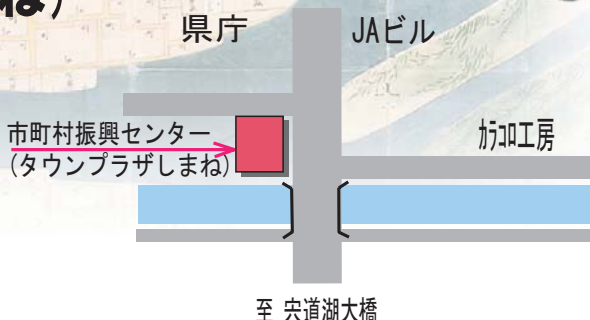 ね)
県庁
JAビル
市町村振興センター
(タウンプラザしまね)
ｶﾗｺﾛ工房
至 宍道湖大橋